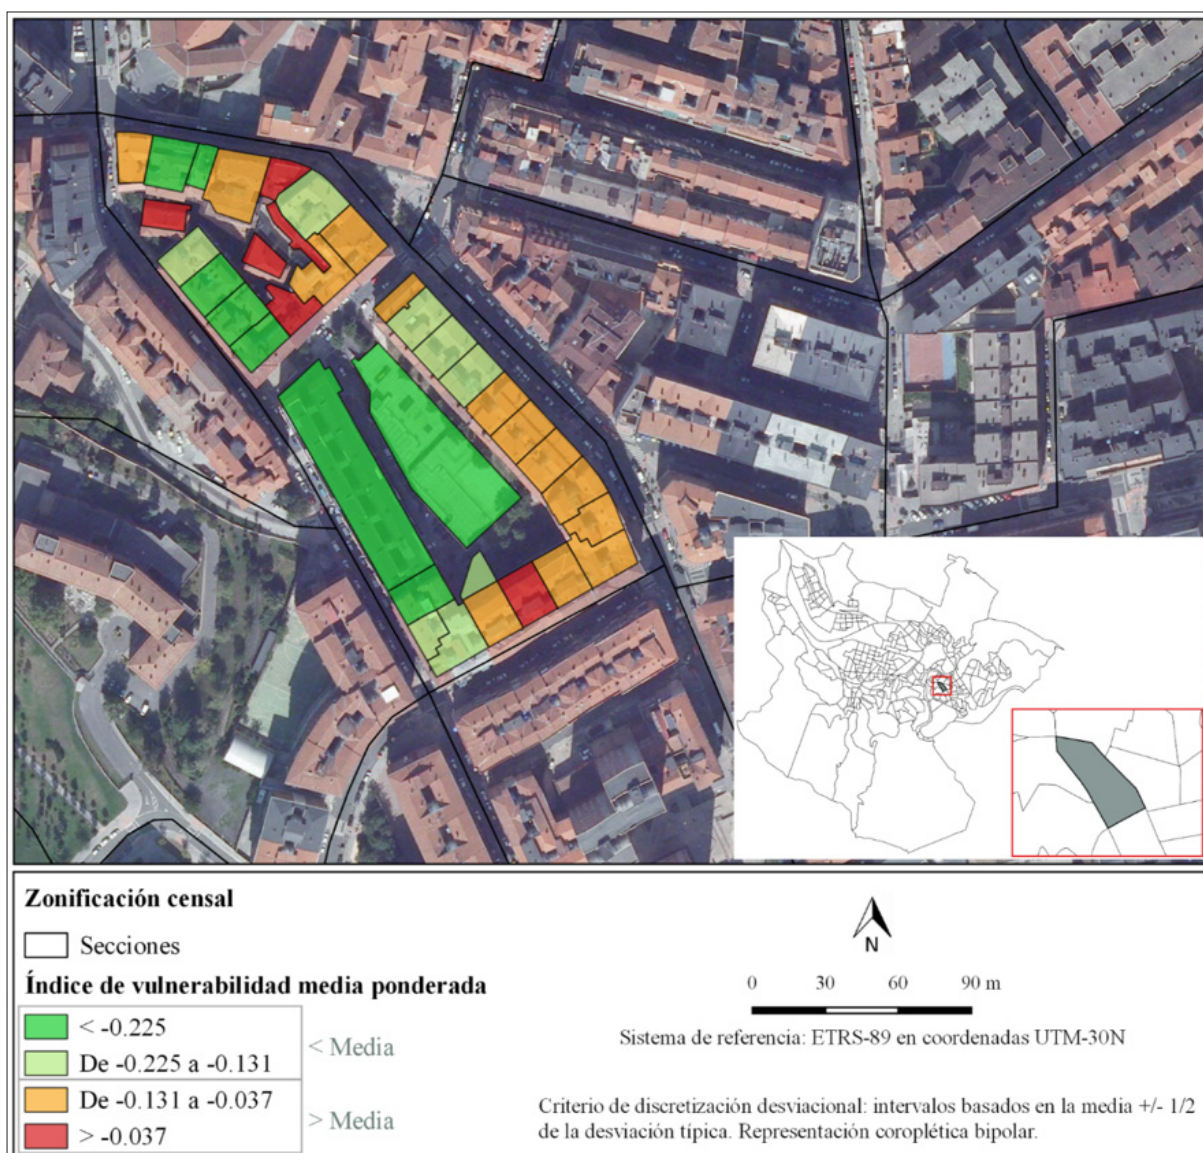 Zonificación censal
Secciones
Índice de vulnerabilidad media ponderada
< -0.225
De -0.225 a -0.131
< Media
De -0.131 a -0.037
> -0.037
> Media
N
0 30 60 90 m
Sistema de referencia: ETRS-89 en coordenadas UTM-30N
Criterio de discretización desviacional: intervalos basados en la media +/- 1/2
de la desviación típica. Representación coroplética bipolar.